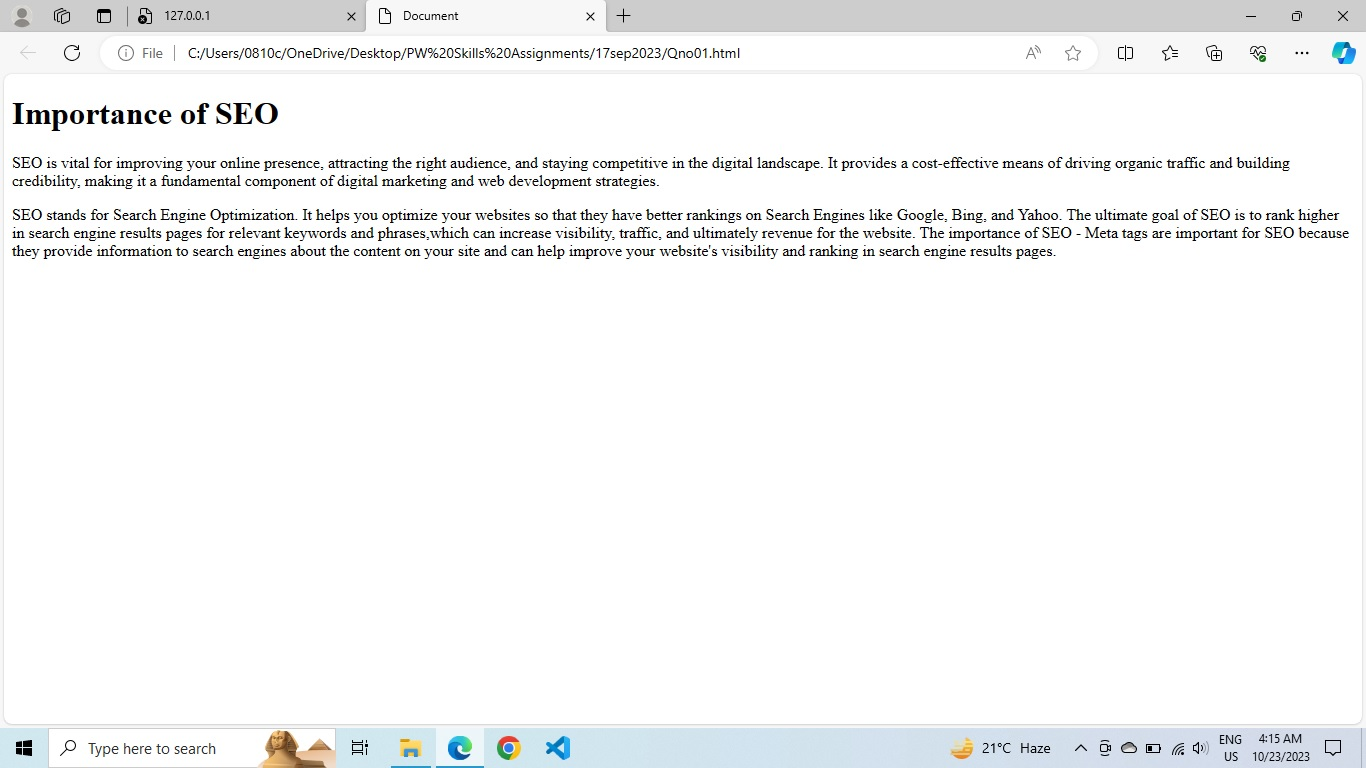 127.0.0.1
Document
File
C:/Users/0810c/OneDrive/Desktop/PW%20Skills%20Assignments/17sep2023/Qno01.html
Importance of SEO
SEO is vital for improving your online presence, attracting the right audience, and staying competitive in the digital landscape. It provides a cost-effective means of driving organic traffic and building
credibility, making it a fundamental component of digital marketing and web development strategies.
SEO stands for Search Engine Optimization. It helps you optimize your websites so that they have better rankings on Search Engines like Google, Bing, and Yahoo. The ultimate goal of SEO is to rank higher
in search engine results pages for relevant keywords and phrases,which can increase visibility, traffic, and ultimately revenue for the website. The importance of SEO - Meta tags are important for SEO because
they provide information to search engines about the content on your site and can help improve your website's visibility and ranking in search engine results pages.
Type here to search
21°C Haze
ENG
US
4:15 AM
10/23/2023